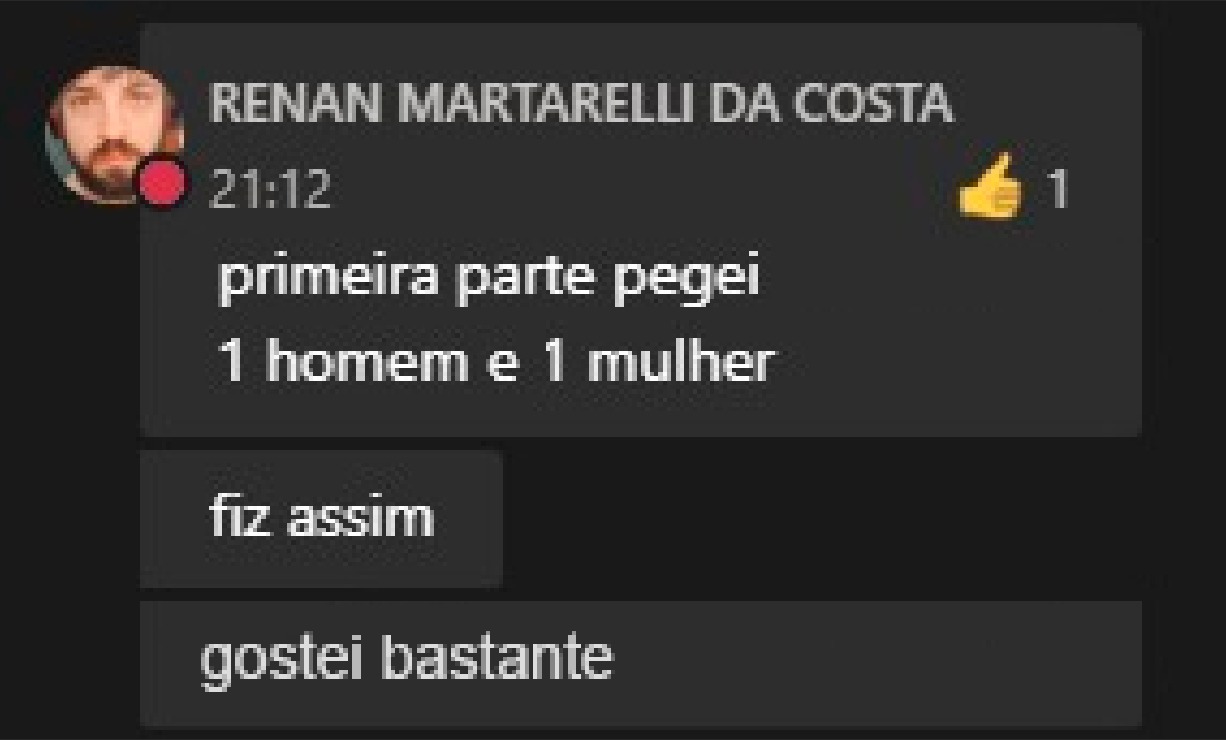 RENAN MARTARELLI DA COSTA
21:12
👍 1
primeira parte pegei
1 homem e 1 mulher
fiz assim
gostei bastante